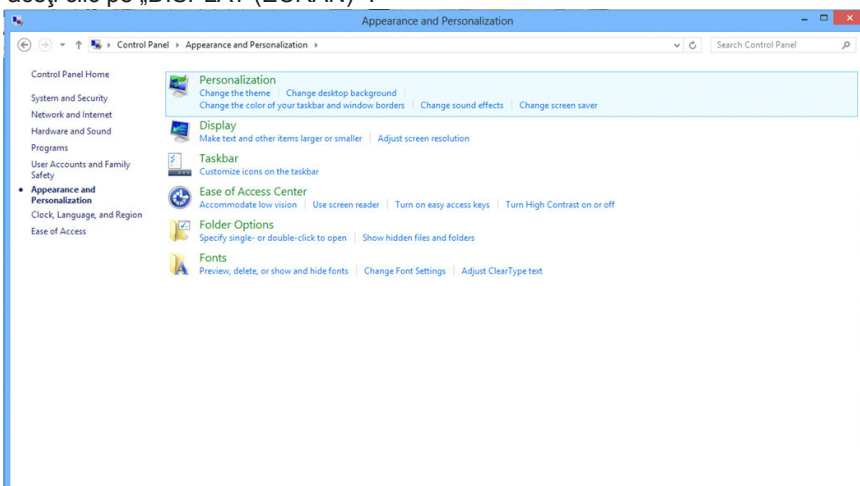 clic pe „DISPLAY (ECRAN)”.
Appearance and Personalization
Control Panel ▸ Appearance and Personalization ▸
Search Control Panel
Control Panel Home
System and Security
Network and Internet
Hardware and Sound
Programs
User Accounts and Family
Safety
Appearance and
Personalization
Clock, Language, and Region
Ease of Access
Personalization
Change the theme | Change desktop background
Change the color of your taskbar and window borders | Change sound effects | Change screen saver
Display
Make text and other items larger or smaller | Adjust screen resolution
Taskbar
Customize icons on the taskbar
Ease of Access Center
Accommodate low vision | Use screen reader | Turn on easy access keys | Turn High Contrast on or off
Folder Options
Specify single- or double-click to open | Show hidden files and folders
Fonts
Preview, delete, or show and hide fonts | Change Font Settings | Adjust ClearType text